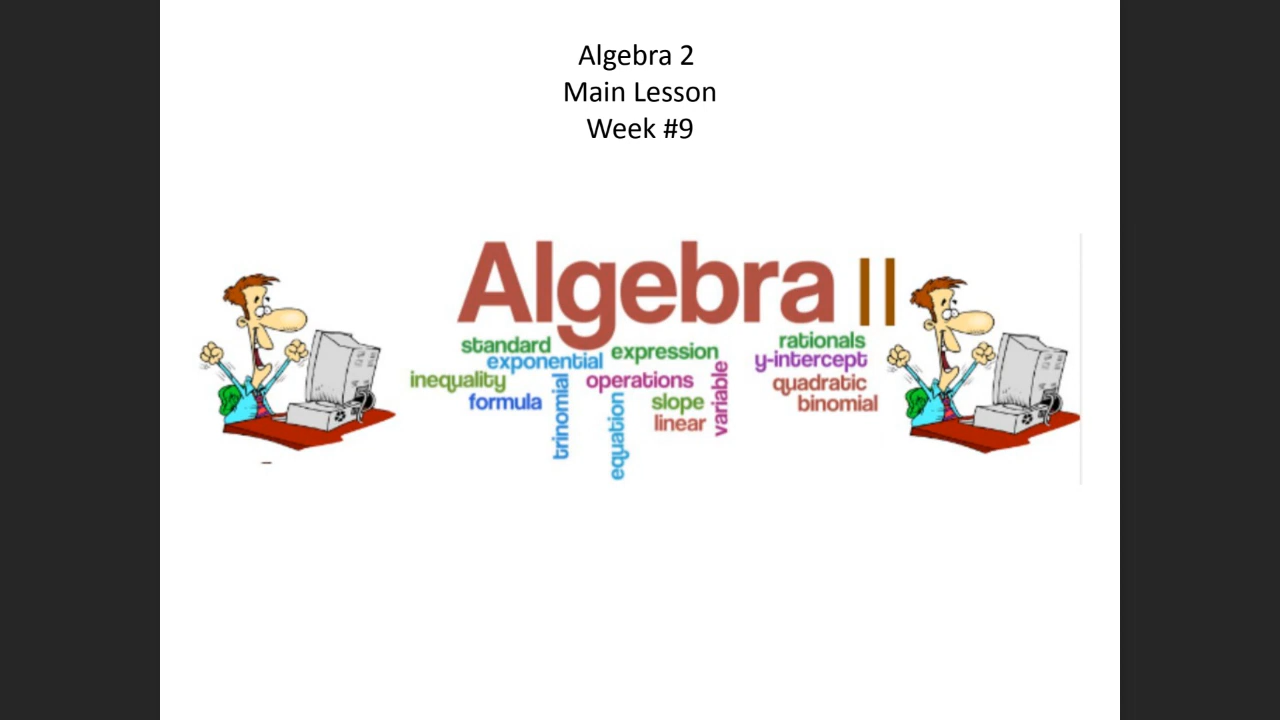 Algebra 2
Main Lesson
Week #9
Algebra II
standard
exponential
expression
rationals
y-intercept
inequality
operations
quadratic
formula
trinomial
equation
slope
linear
variable
binomial